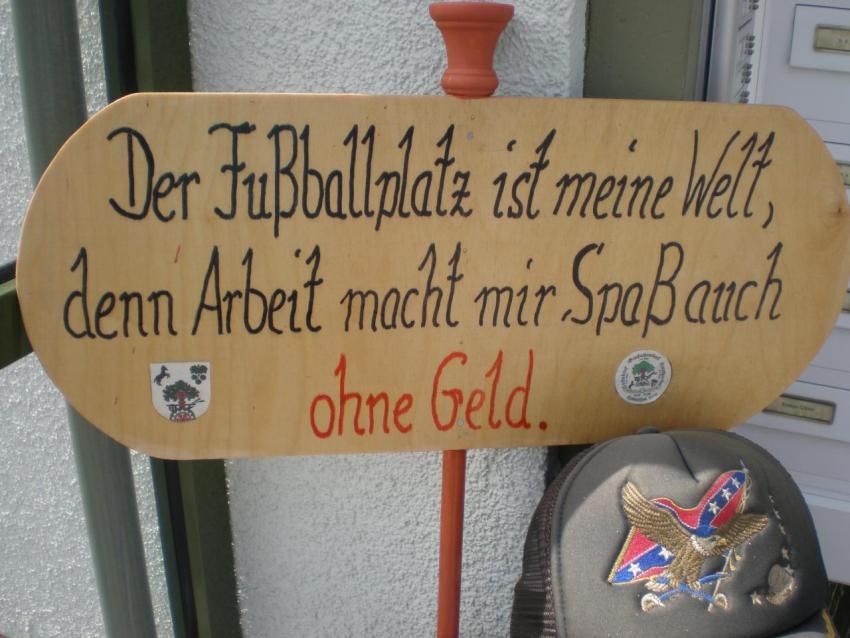 Der Fußballplatz ist meine Welt,
denn Arbeit macht mir Spaß auch
ohne Geld.